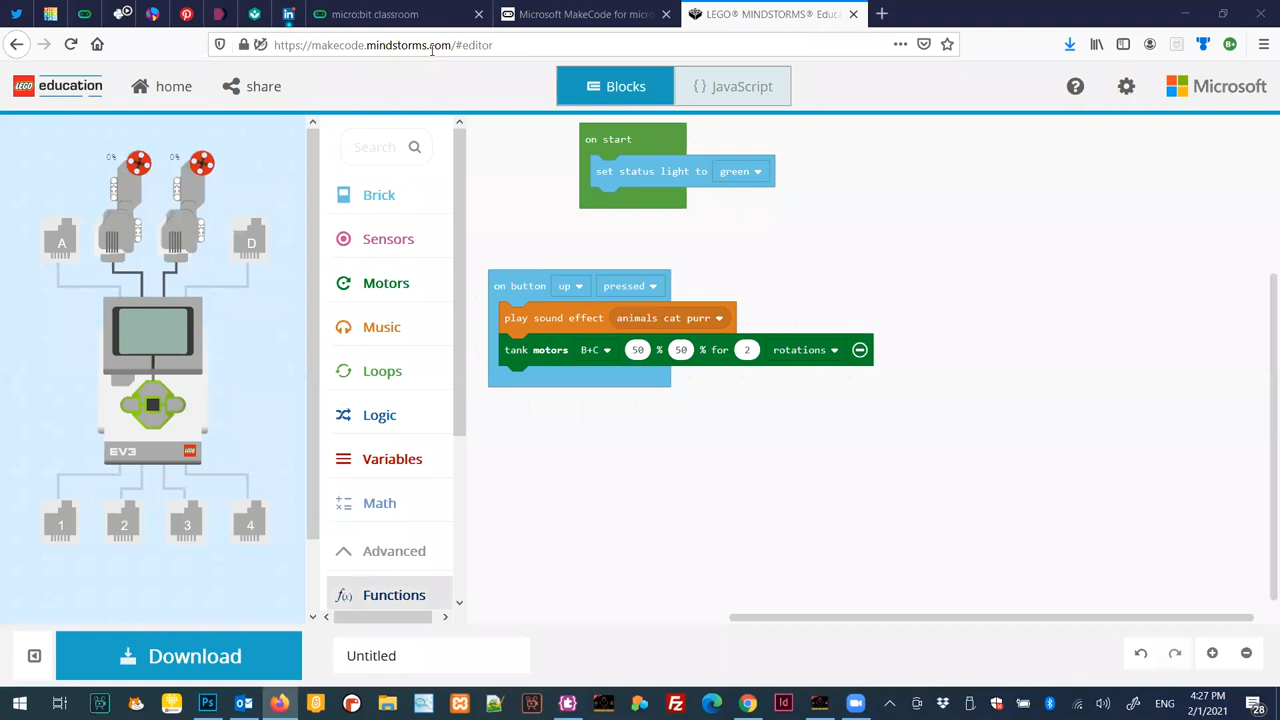 micro:bit classroom
Microsoft MakeCode for micro
LEGO® MINDSTORMS® Educa
https://makecode.mindstorms.com/#editor
LEGO education
home
share
Blocks
{ } JavaScript
Microsoft
0%
0%
A
D
EV3
LEGO
1
2
3
4
Search
Brick
Sensors
Motors
Music
Loops
Logic
Variables
Math
Advanced
f(x) Functions
on start
set status light to green
on button up pressed
play sound effect animals cat purr
tank motors B+C 50 % 50 % for 2 rotations
Download
Untitled
ENG
4:27 PM
2/1/2021
28